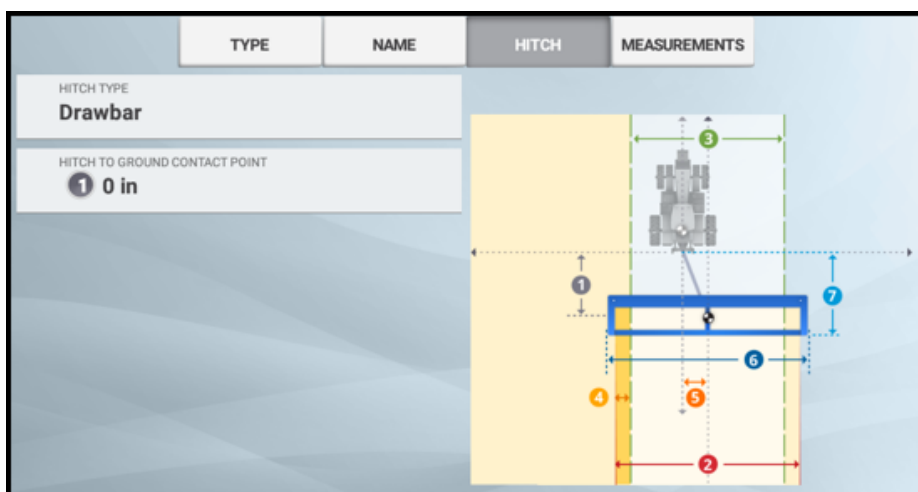 TYPE
NAME
HITCH
MEASUREMENTS
HITCH TYPE
Drawbar
HITCH TO GROUND CONTACT POINT
1 0 in
3
1
7
6
4
5
2